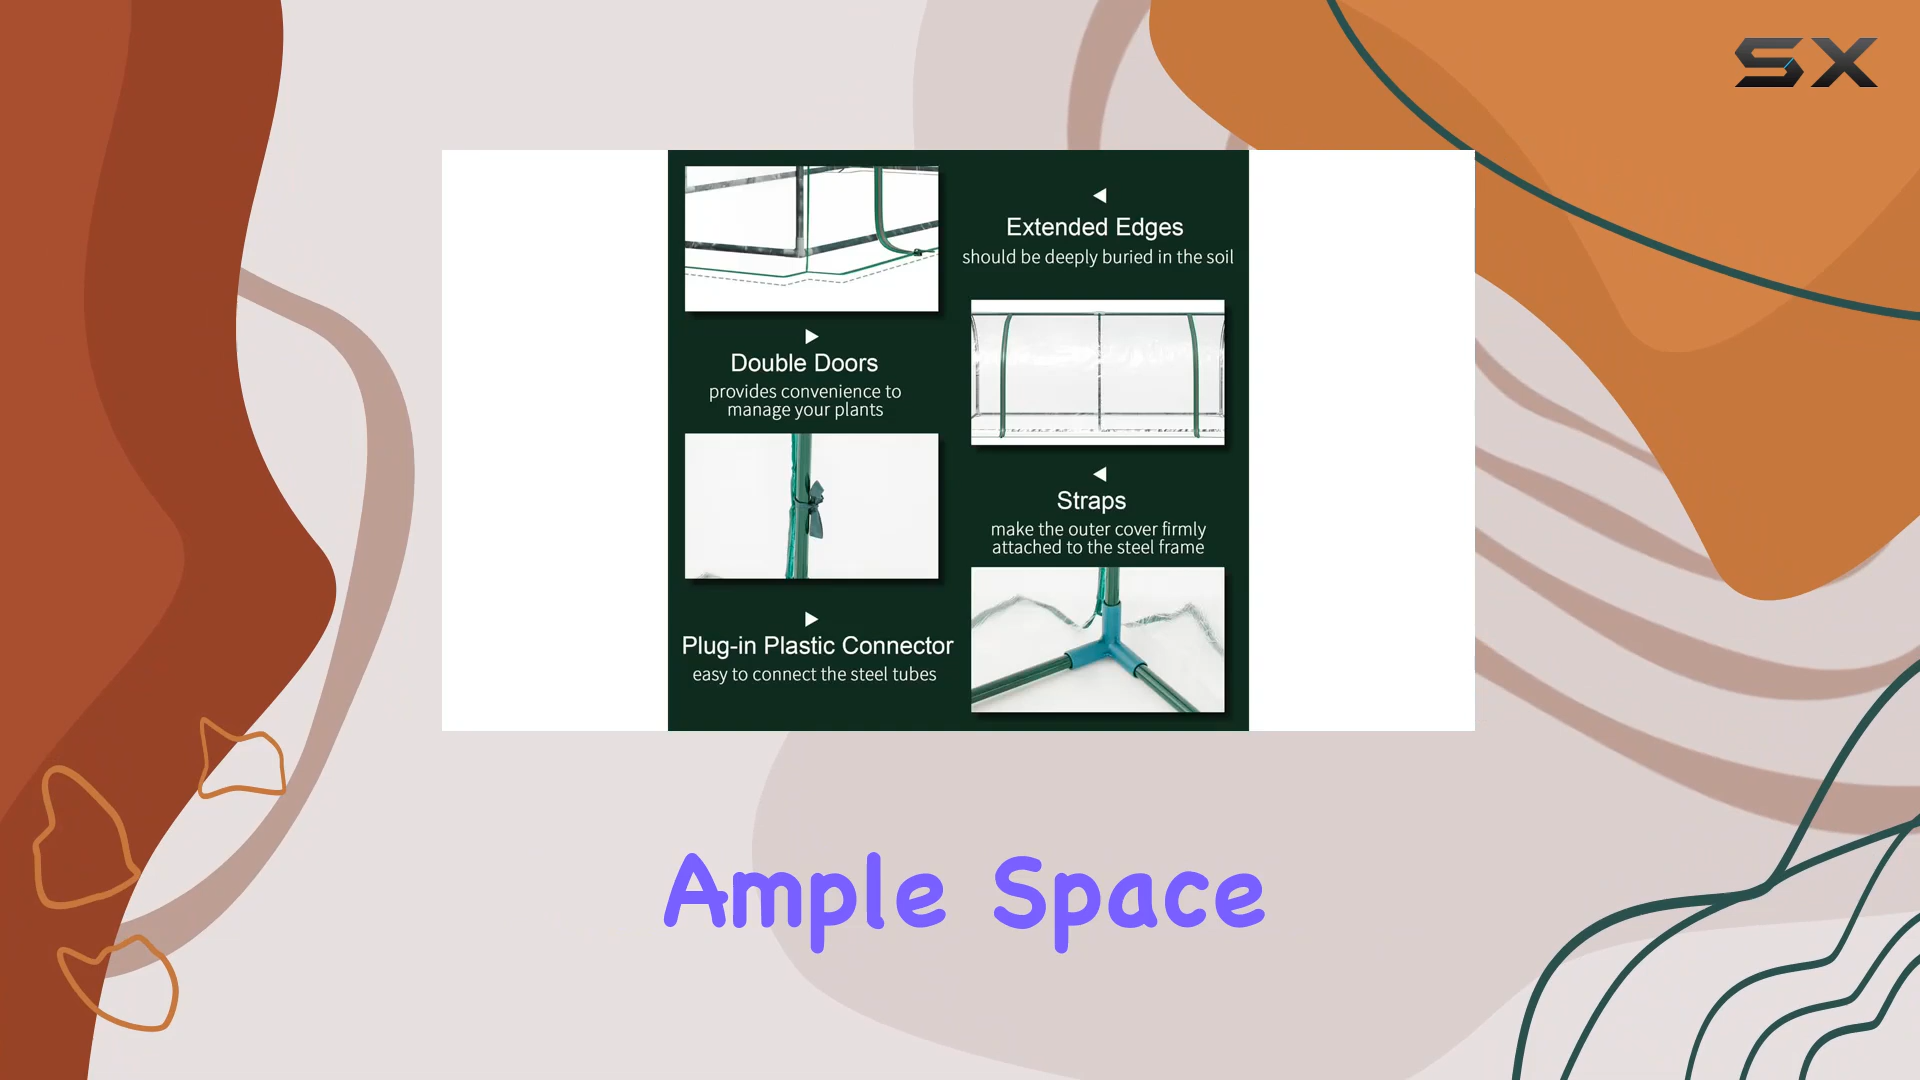 SX
Extended Edges
should be deeply buried in the soil
Double Doors
provides convenience to
manage your plants
Straps
make the outer cover firmly
attached to the steel frame
Plug-in Plastic Connector
easy to connect the steel tubes
Ample Space